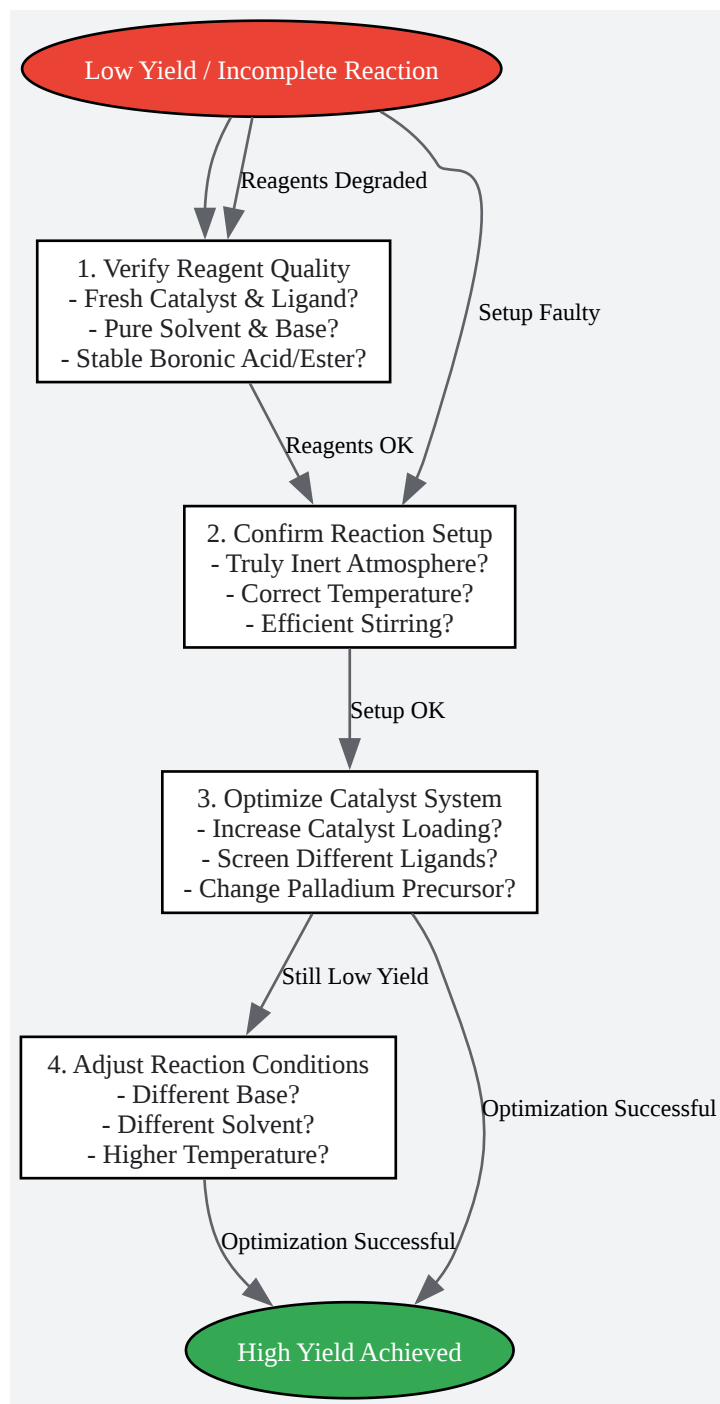 Low Yield / Incomplete Reaction
Reagents Degraded
1. Verify Reagent Quality
- Fresh Catalyst & Ligand?
- Pure Solvent & Base?
- Stable Boronic Acid/Ester?
Setup Faulty
Reagents OK
2. Confirm Reaction Setup
- Truly Inert Atmosphere?
- Correct Temperature?
- Efficient Stirring?
Setup OK
3. Optimize Catalyst System
- Increase Catalyst Loading?
- Screen Different Ligands?
- Change Palladium Precursor?
Still Low Yield
4. Adjust Reaction Conditions
- Different Base?
- Different Solvent?
- Higher Temperature?
Optimization Successful
Optimization Successful
High Yield Achieved